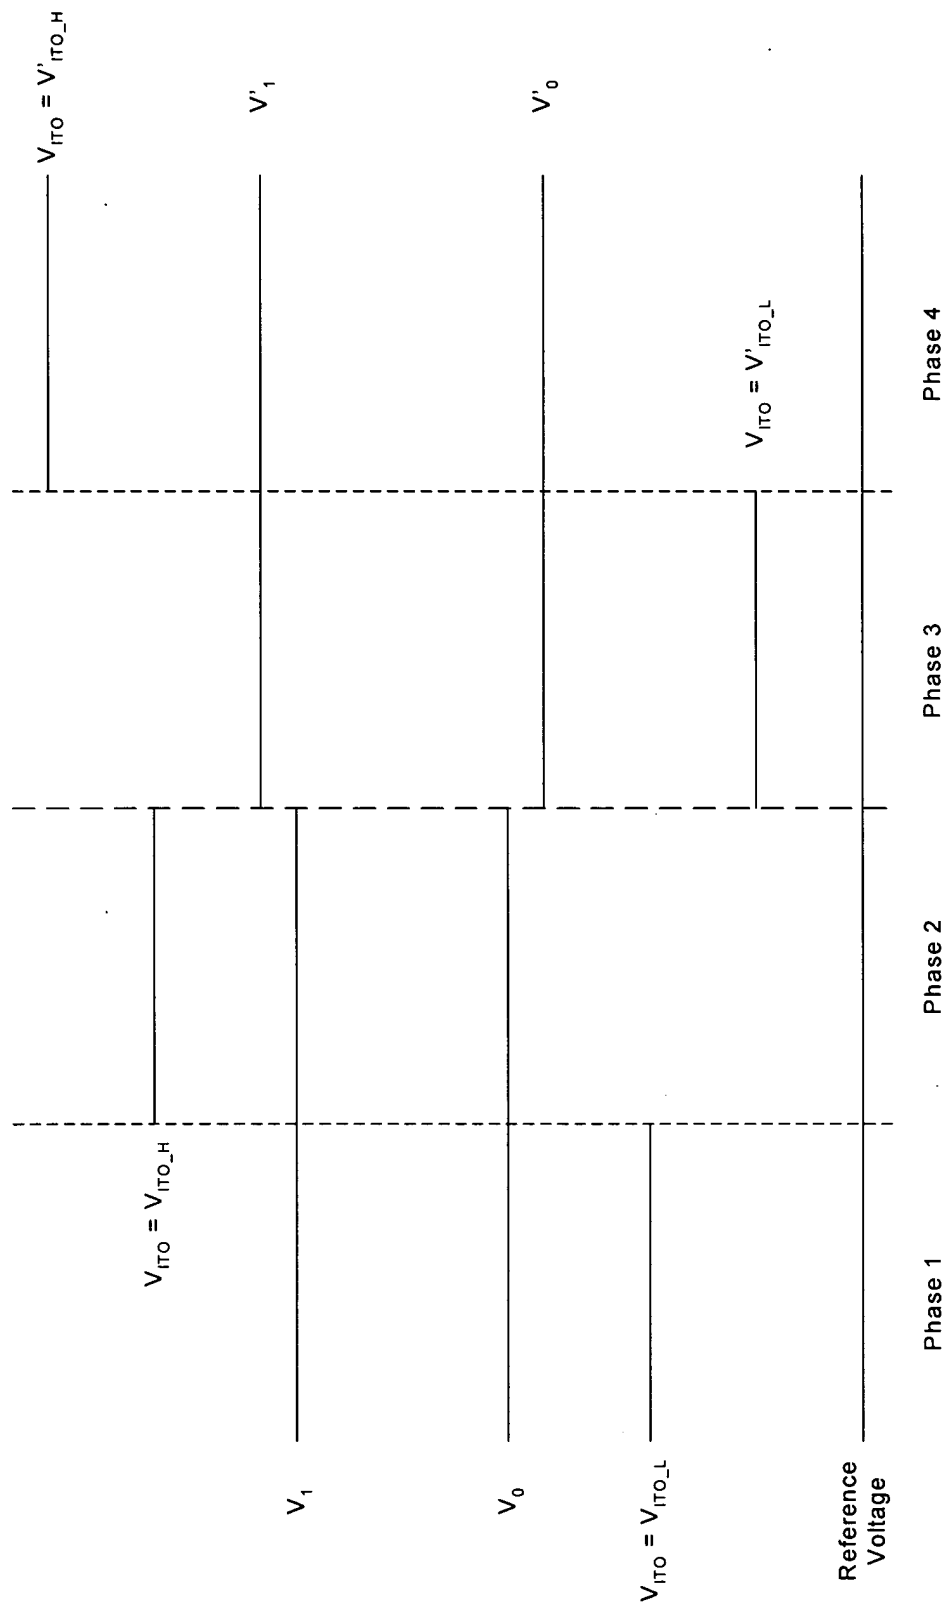 V_ITO = V'_ITO_H
V_ITO = V_ITO_H
V'_1
V_1
V_0
V'_0
V_ITO = V_ITO_L
V_ITO = V'_ITO_L
Reference
Voltage
Phase 1
Phase 2
Phase 3
Phase 4